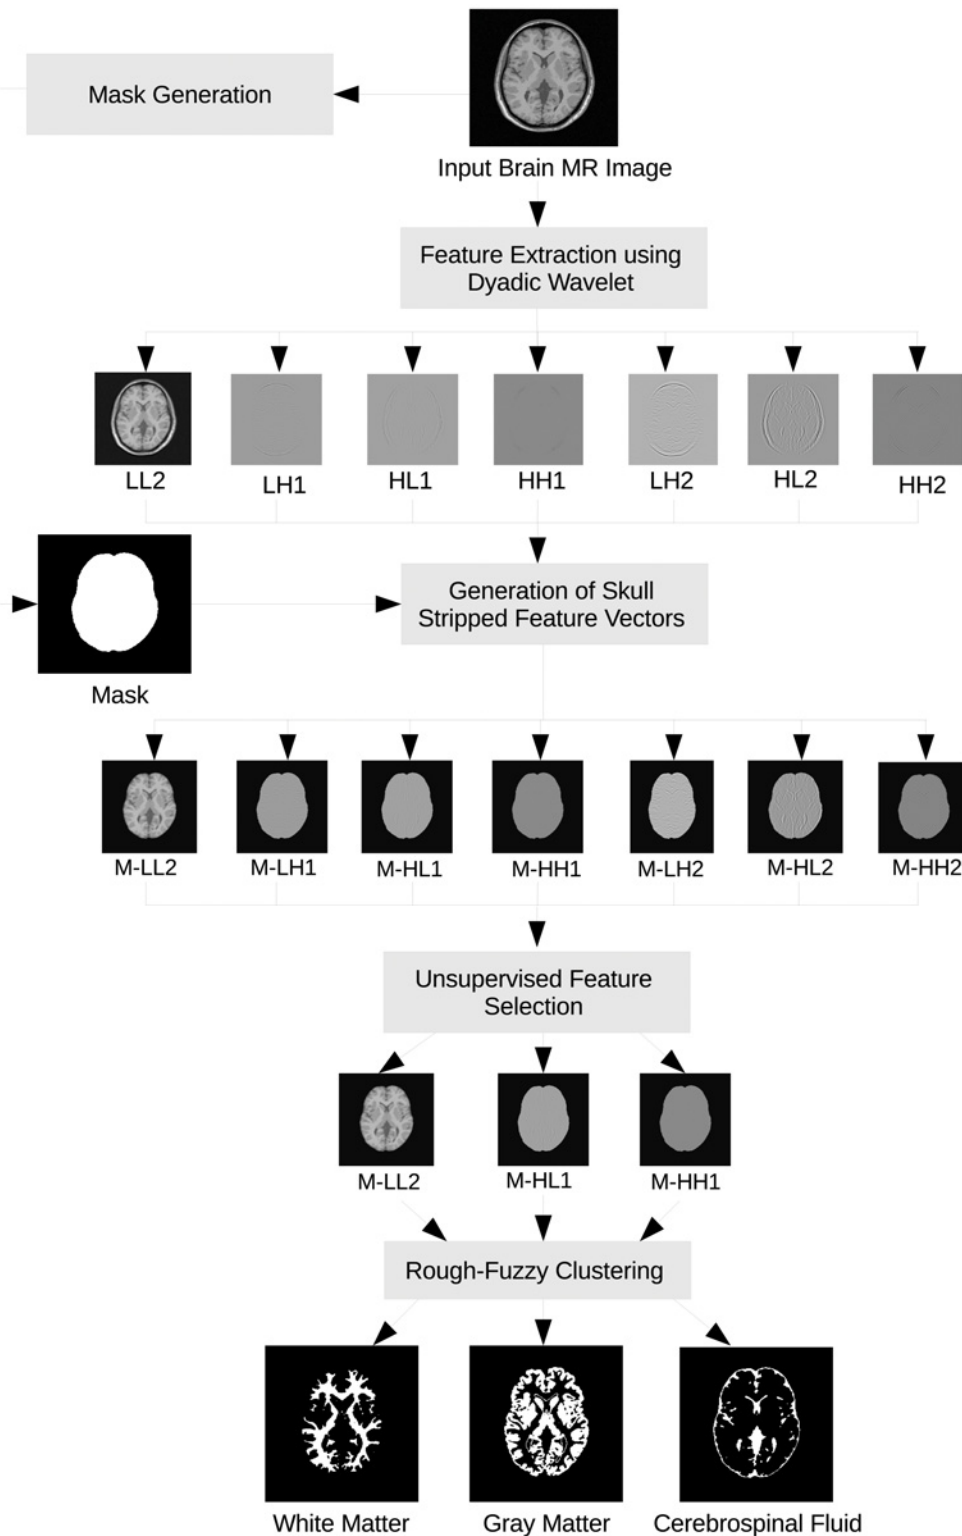 Mask Generation
Input Brain MR Image
Feature Extraction using
Dyadic Wavelet
LL2
LH1
HL1
HH1
LH2
HL2
HH2
Generation of Skull
Stripped Feature Vectors
Mask
M-LL2
M-LH1
M-HL1
M-HH1
M-LH2
M-HL2
M-HH2
Unsupervised Feature
Selection
M-LL2
M-HL1
M-HH1
Rough-Fuzzy Clustering
White Matter
Gray Matter
Cerebrospinal Fluid